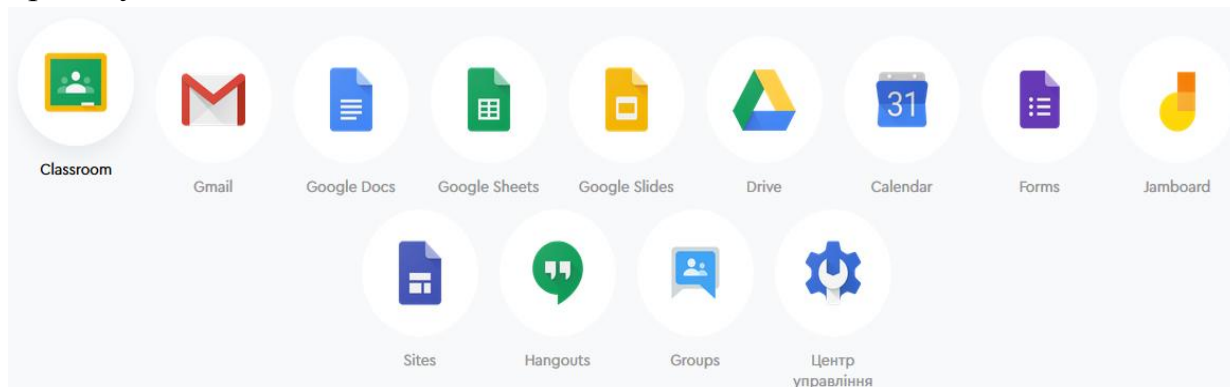 Classroom
Gmail
Google Docs
Google Sheets
Google Slides
Drive
31
Calendar
Forms
Jamboard
Sites
Hangouts
Groups
Центр
управління